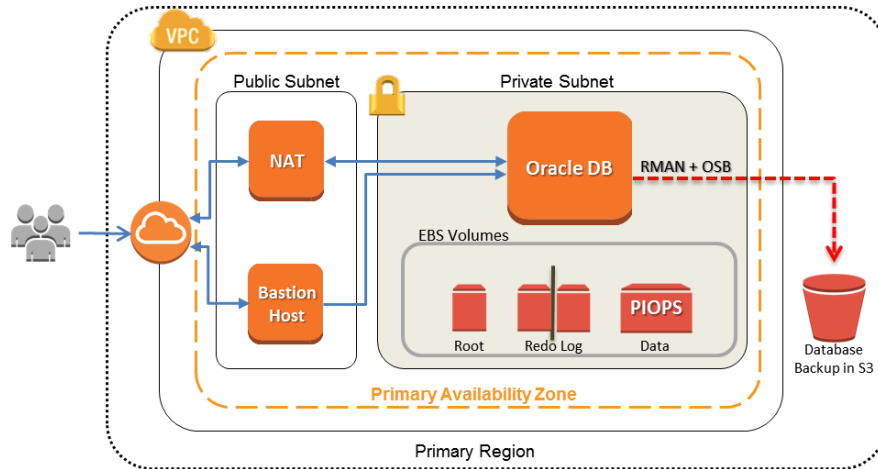 VPC
Public Subnet
Private Subnet
NAT
Oracle DB
RMAN + OSB
EBS Volumes
Bastion
Host
PIOPS
Root
Redo Log
Data
Database
Backup in S3
Primary Availability Zone
Primary Region